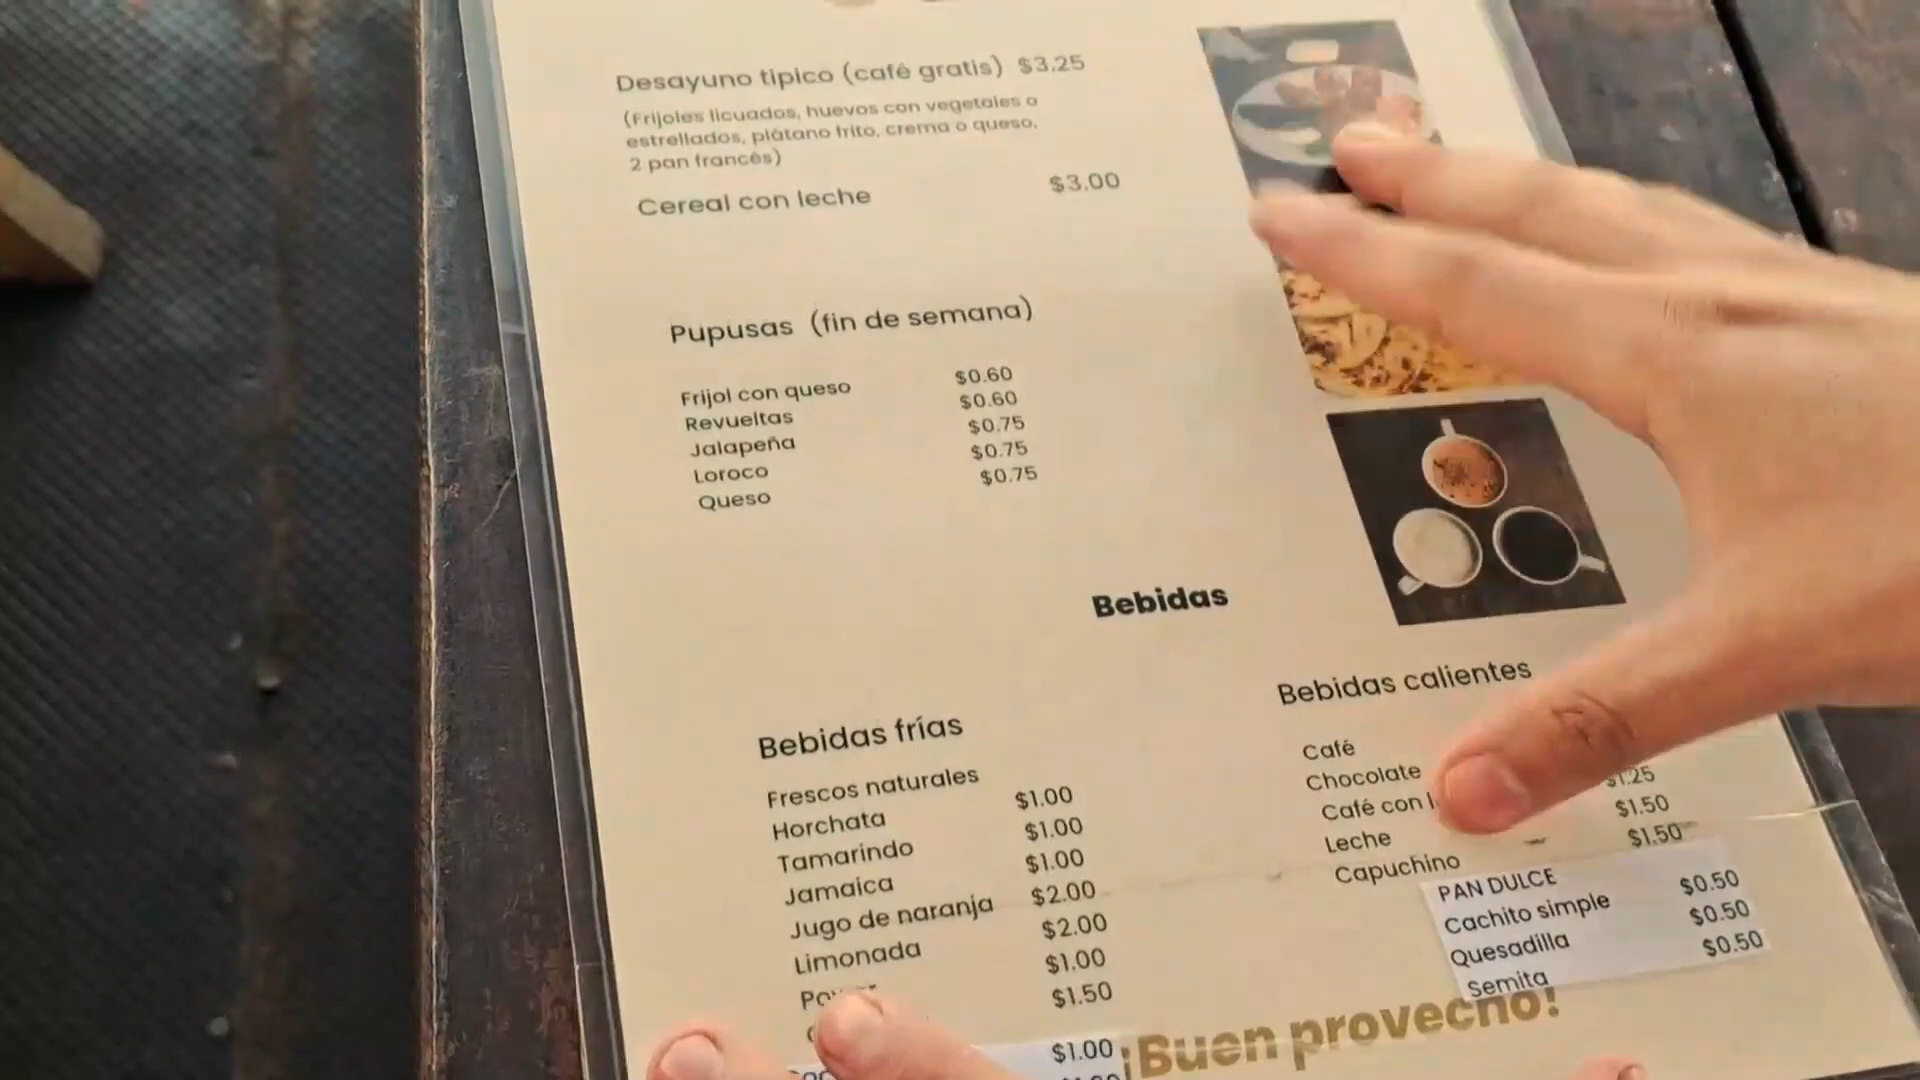 Desayuno tipico (café gratis) $3.25
(Frijoles licuados, huevos con vegetales o
estrellados, plátano frito, crema o queso,
2 pan francés)
Cereal con leche $3.00
Pupusas (fin de semana)
Frijol con queso $0.60
Revueltas $0.60
Jalapeña $0.75
Loroco $0.75
Queso $0.75
Bebidas
Bebidas frías
Frescos naturales
Horchata $1.00
Tamarindo $1.00
Jamaica $1.00
Jugo de naranja $2.00
Limonada $2.00
$1.00
$1.50
$1.00
Bebidas calientes
Café
Chocolate $1.25
Café con $1.50
Leche $1.50
Capuchino
PAN DULCE
Cachito simple $0.50
Quesadilla $0.50
Semita $0.50
¡Buen provecho!